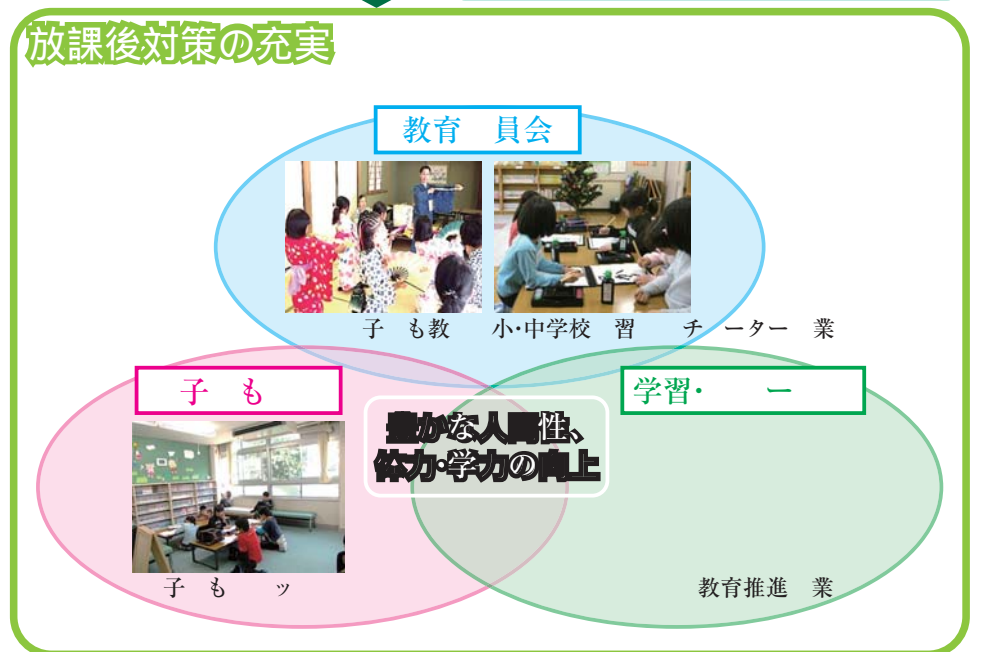 放課後対策の充実
教育　員会
子　も教　　小・中学校　習　　チ　ーター　業
子　も
学習・　　ー
豊かな人間性、
体力・学力の向上
子　も　　ッ
教育推進　業